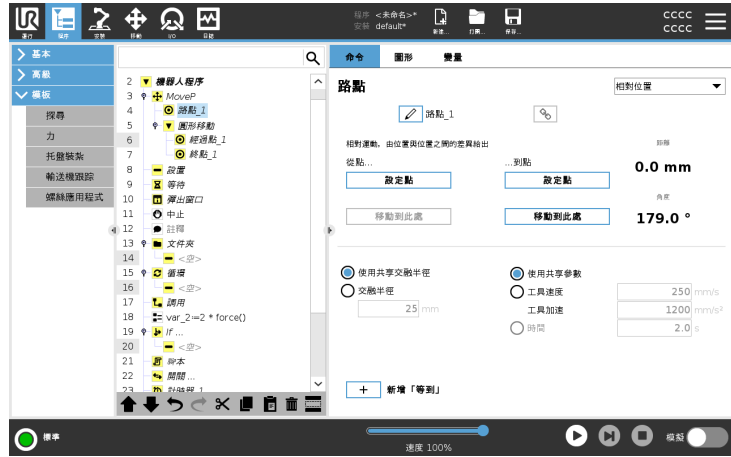 UR
運行
程序
安裝
移動
I/O
日誌
程序 <未命名>*
安裝 default*
新建...
打開...
保存...
CCCC
CCCC
基本
高級
模板
探尋
力
托盤裝紮
輸送機跟踪
螺絲應用程式
2 機器人程序
3 MoveP
4 路點_1
5 圓形移動
6 經過點_1
7 終點_1
8 設置
9 等待
10 彈出窗口
11 中止
12 註釋
13 文件夾
14 <空>
15 循環
16 <空>
17 調用
18 var_2≔2 * force()
19 If ...
20 <空>
21 腳本
22 開關 ...
23 計時器_1
命令
圖形
變量
路點
相對位置
路點_1
相對運動，由位置與位置之間的差異給出
距離
從點...
...到點
0.0 mm
設定點
設定點
角度
移動到此處
移動到此處
179.0 °
使用共享交融半徑
使用共享參數
交融半徑
工具速度
250 mm/s
25 mm
工具加速
1200 mm/s²
時間
2.0 s
新增「等到」
標準
速度 100%
模擬